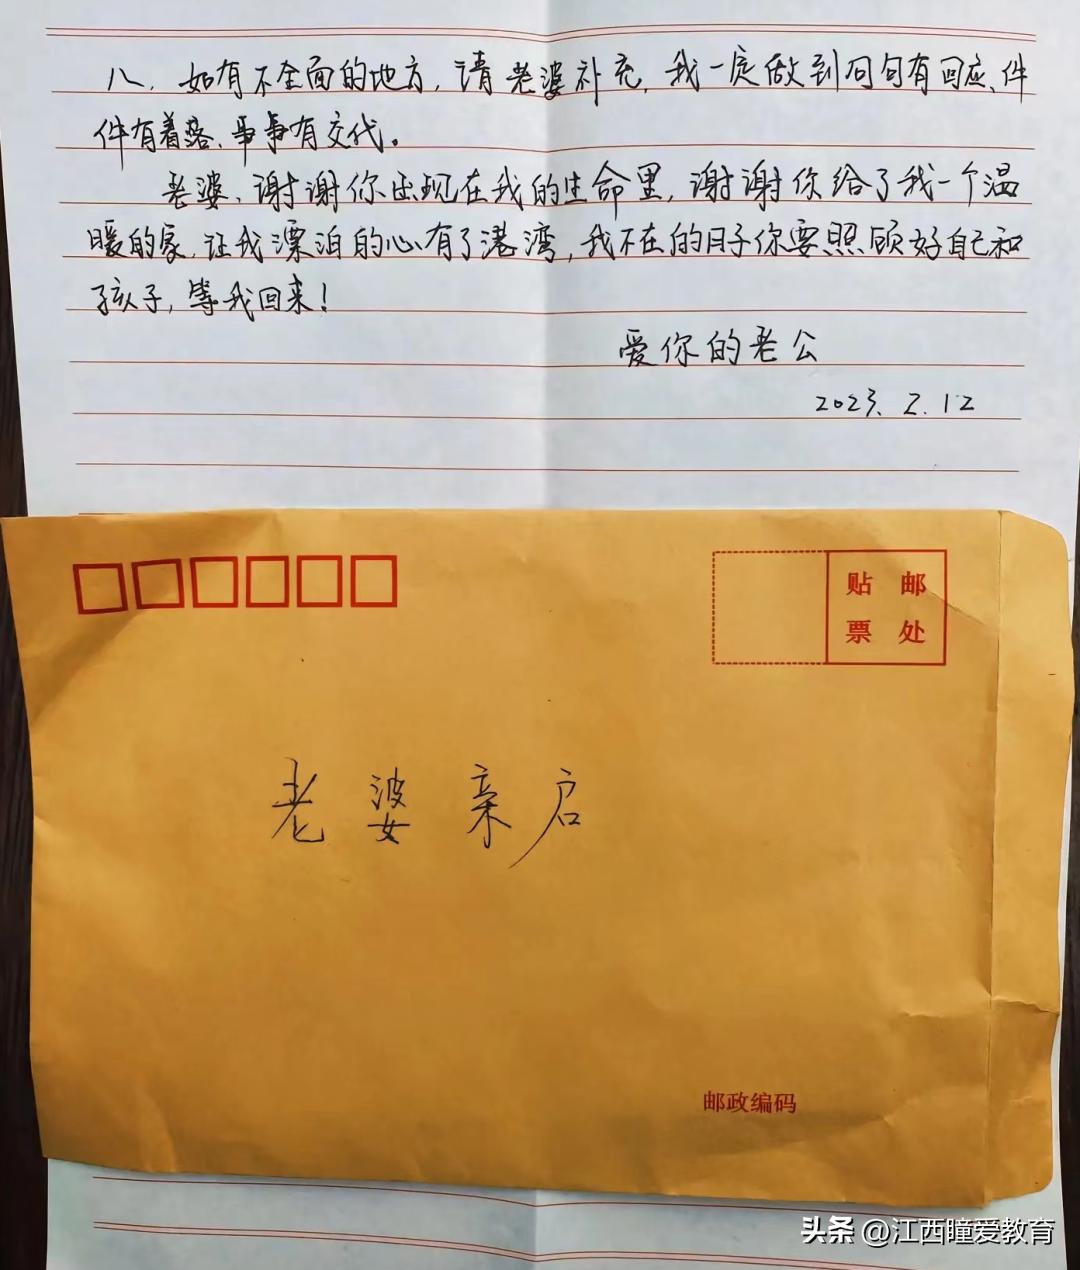 八、如有不全面的地方，请老婆补充，我一定做到句句有回应、件
件有着落、事事有交代。
老婆，谢谢你出现在我的生命里，谢谢你给了我一个温
暖的家，让我漂泊的心有了港湾，我不在的日子你要照顾好自己和
孩子，等我回来！
爱你的老公
2023.2.12
贴 邮
票 处
老婆亲启
邮政编码
头条 @江西瞳爱教育